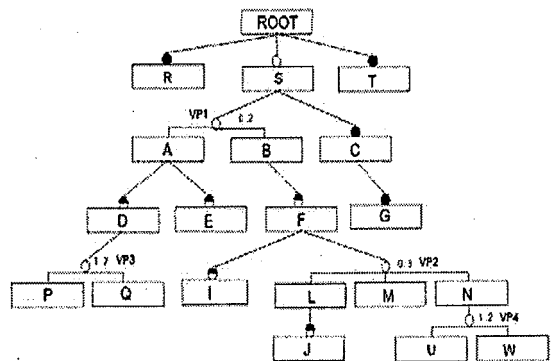 ROOT
R S T
VP1 0.2
A B C
D E F G
1.2 VP3 0.3 VP2
P Q I L M N
1.2 VP4
J U W